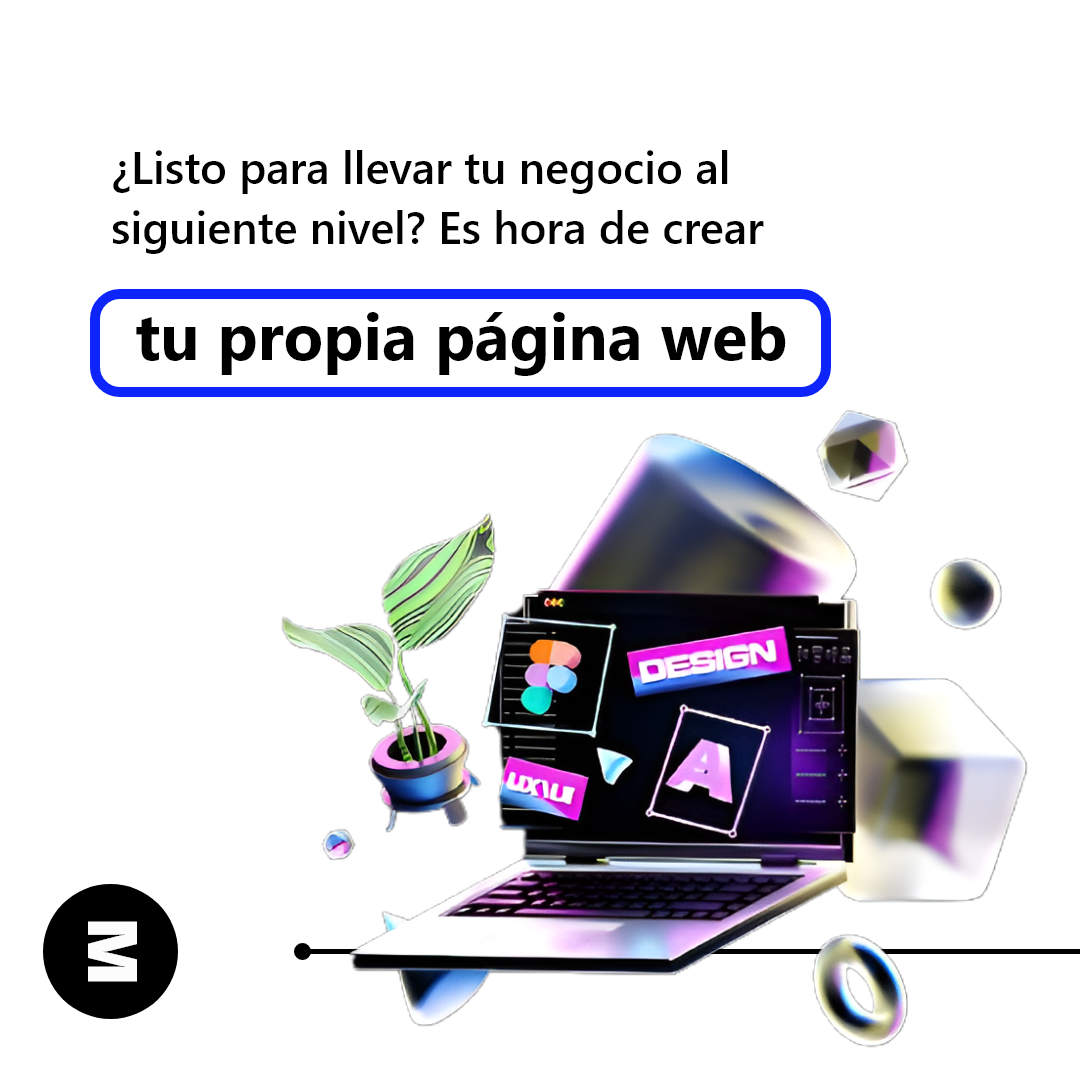 ¿Listo para llevar tu negocio al
siguiente nivel? Es hora de crear
tu propia página web
DESIGN
A
UX\UI
M